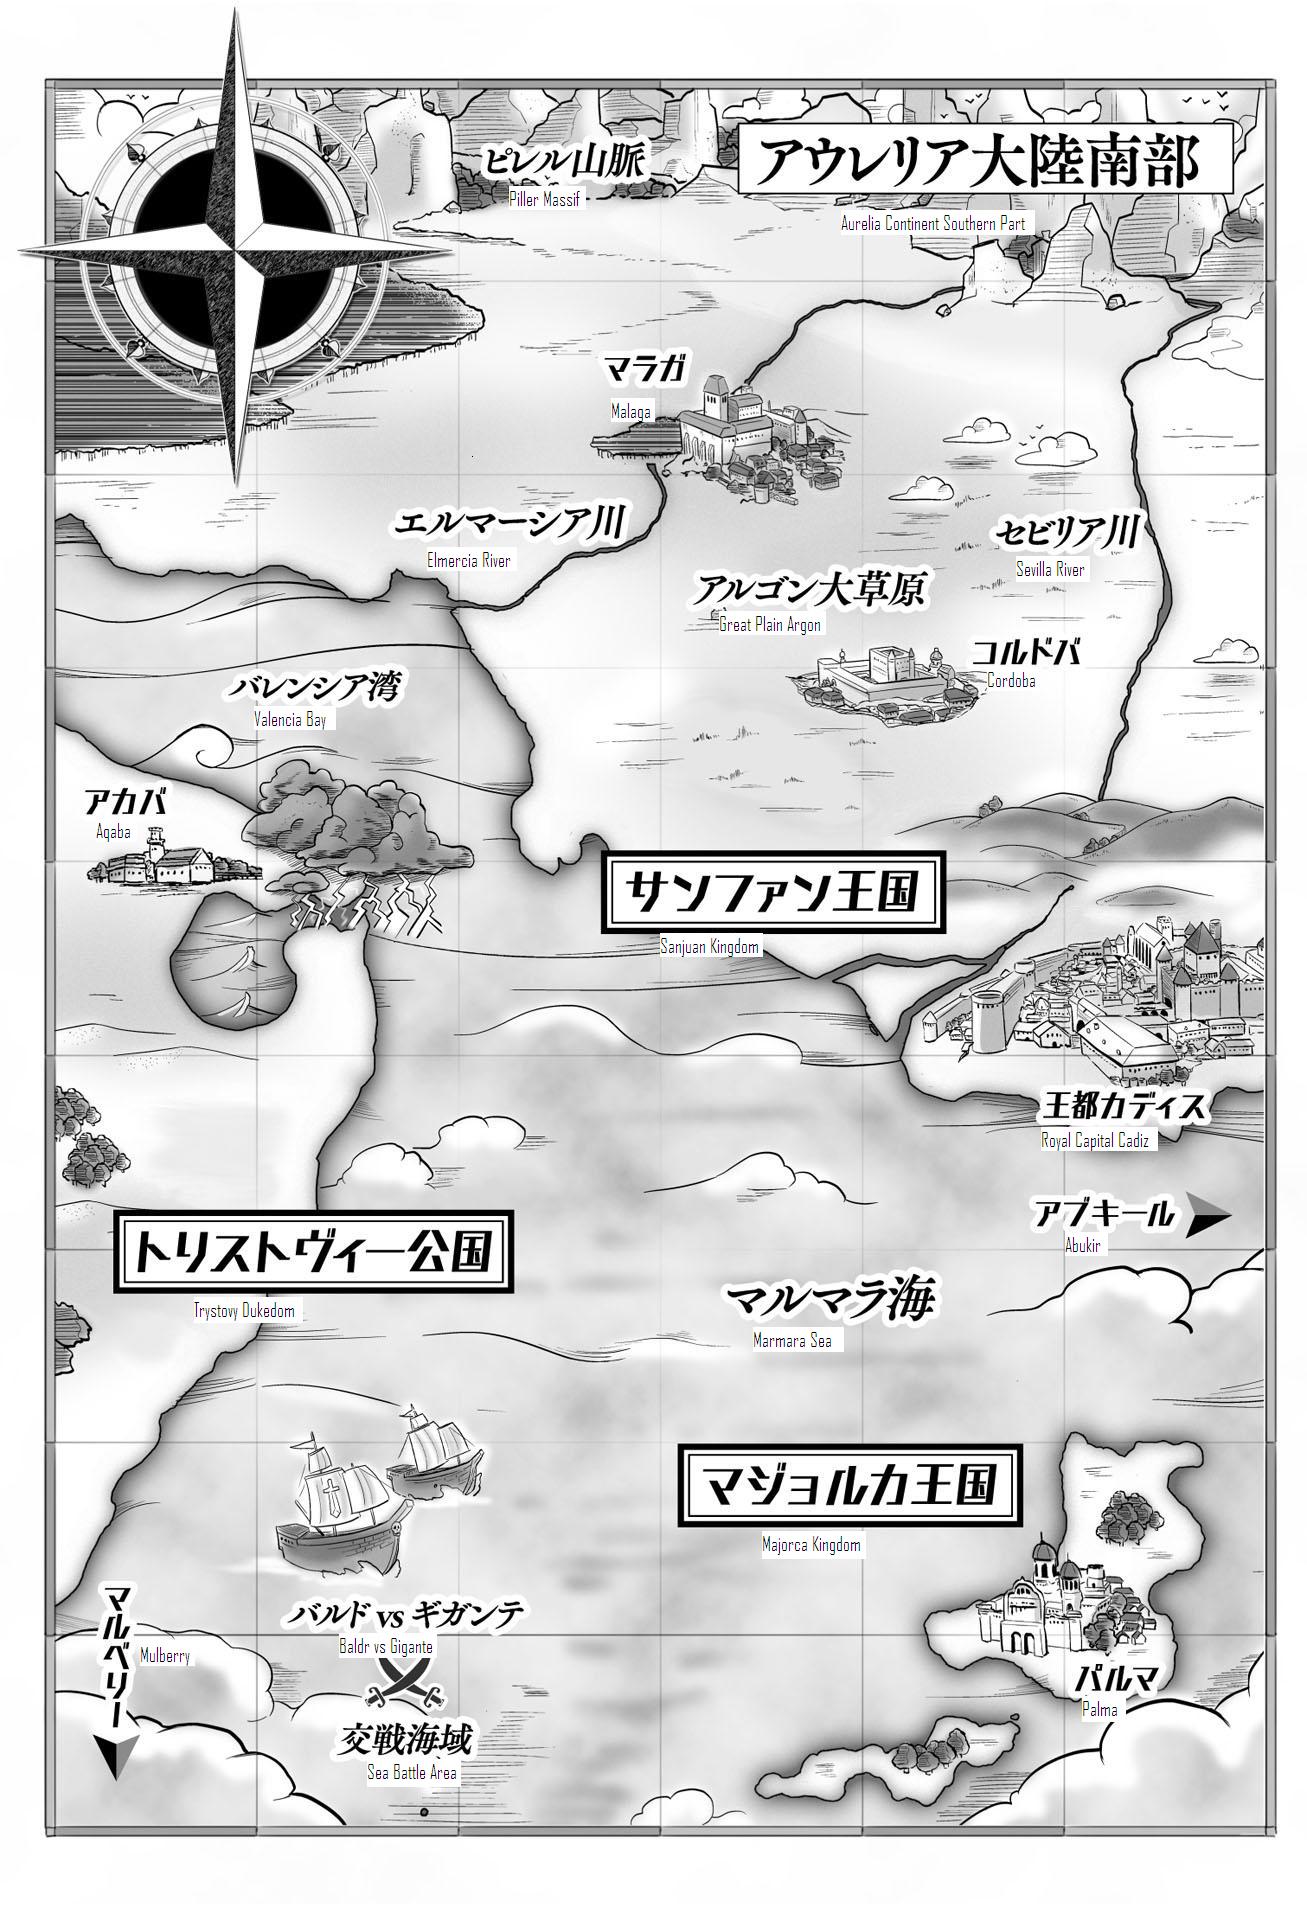 アウレリア大陸南部
Aurelia Continent Southern Part
ピレル山脈
Piller Massif
マラガ
Malaga
エルマーシア川
Elmercia River
セビリア川
Sevilla River
アルゴン大草原
Great Plain Argon
コルドバ
Cordoba
バレンシア湾
Valencia Bay
アカバ
Aqaba
サンファン王国
Sanjuan Kingdom
王都カディス
Royal Capital Cadiz
アブキール
Abukir
トリストヴィー公国
Trystovy Dukedom
マルマラ海
Marmara Sea
マジョルカ王国
Majorca Kingdom
マルベリー
Mulberry
バルド vs ギガンテ
Baldr vs Gigante
交戦海域
Sea Battle Area
パルマ
Palma